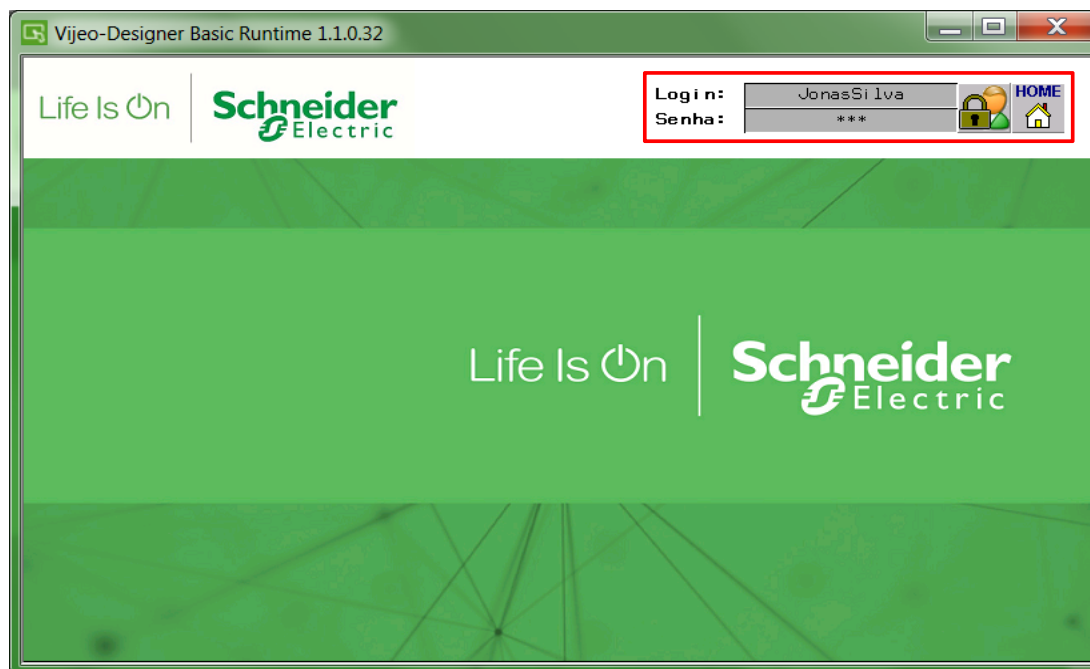 Vijeo-Designer Basic Runtime 1.1.0.32
Life Is On
Schneider
Electric
Login: JonasSilva
Senha: ***
HOME
Life Is On
Schneider
Electric